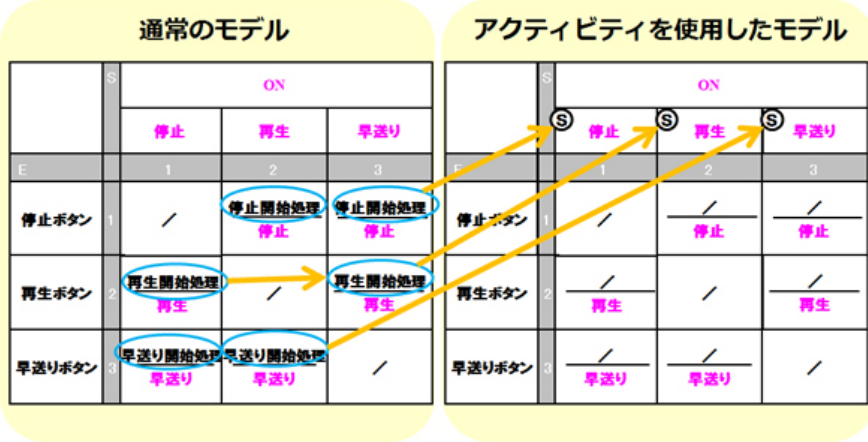 通常のモデル
S
ON
停止 再生 早送り
E 1 2 3
停止ボタン 1 / 停止開始処理 停止開始処理
停止 停止
再生ボタン 2 再生開始処理 / 再生開始処理
再生 再生
早送りボタン 3 早送り開始処理 早送り開始処理 /
早送り 早送り
アクティビティを使用したモデル
S
ON
S 停止 S 再生 S 早送り
E 1 2 3
停止ボタン 1 / / /
停止 停止
再生ボタン 2 / / /
再生 再生
早送りボタン 3 / / /
早送り 早送り